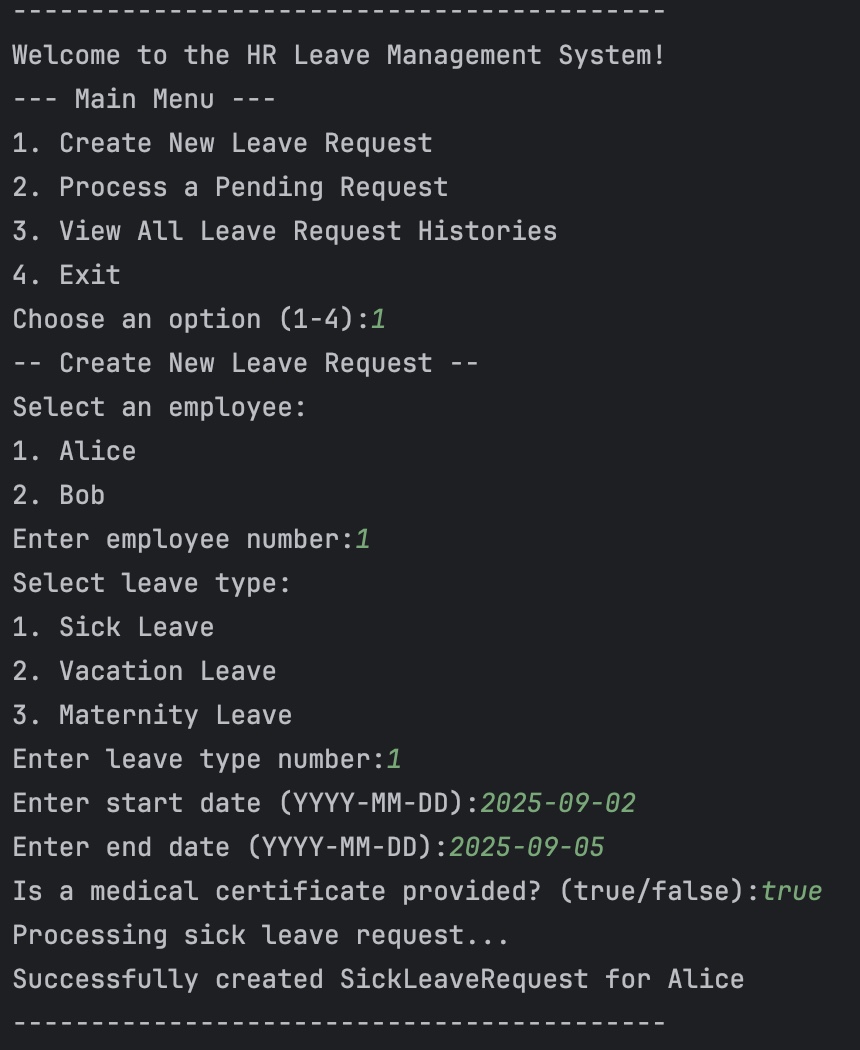 ------------------------------------------
Welcome to the HR Leave Management System!
--- Main Menu ---
1. Create New Leave Request
2. Process a Pending Request
3. View All Leave Request Histories
4. Exit
Choose an option (1-4):1
-- Create New Leave Request --
Select an employee:
1. Alice
2. Bob
Enter employee number:1
Select leave type:
1. Sick Leave
2. Vacation Leave
3. Maternity Leave
Enter leave type number:1
Enter start date (YYYY-MM-DD):2025-09-02
Enter end date (YYYY-MM-DD):2025-09-05
Is a medical certificate provided? (true/false):true
Processing sick leave request...
Successfully created SickLeaveRequest for Alice
------------------------------------------